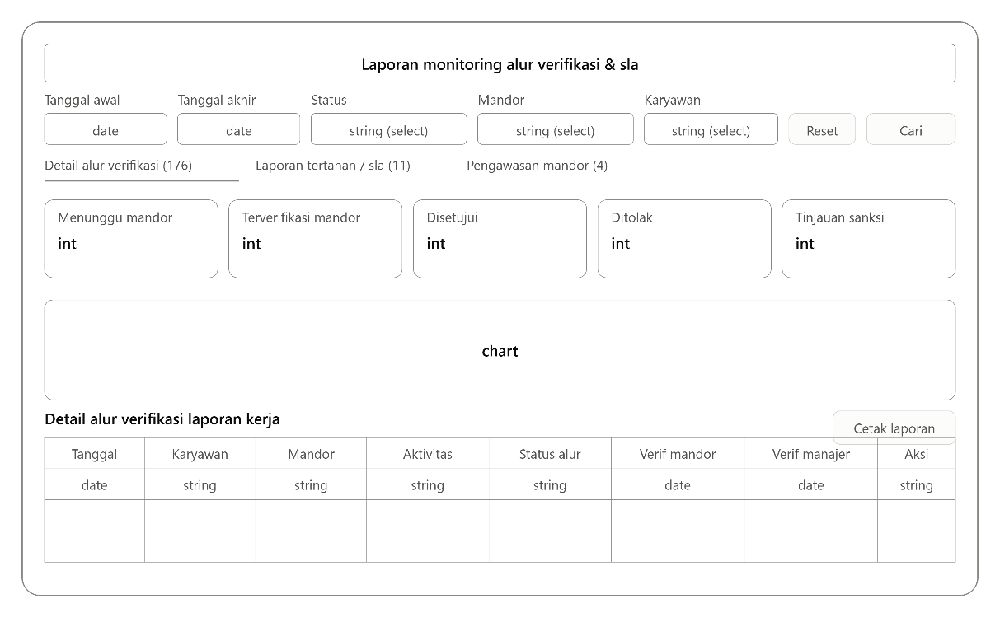 Laporan monitoring alur verifikasi & sla
Tanggal awal Tanggal akhir Status Mandor Karyawan
date date string (select) string (select) string (select) Reset Cari
Detail alur verifikasi (176) Laporan tertahan / sla (11) Pengawasan mandor (4)
Menunggu mandor Terverifikasi mandor Disetujui Ditolak Tinjauan sanksi
int int int int int
chart
Detail alur verifikasi laporan kerja
Cetak laporan
Tanggal Karyawan Mandor Aktivitas Status alur Verif mandor Verif manajer Aksi
date string string string string date date string